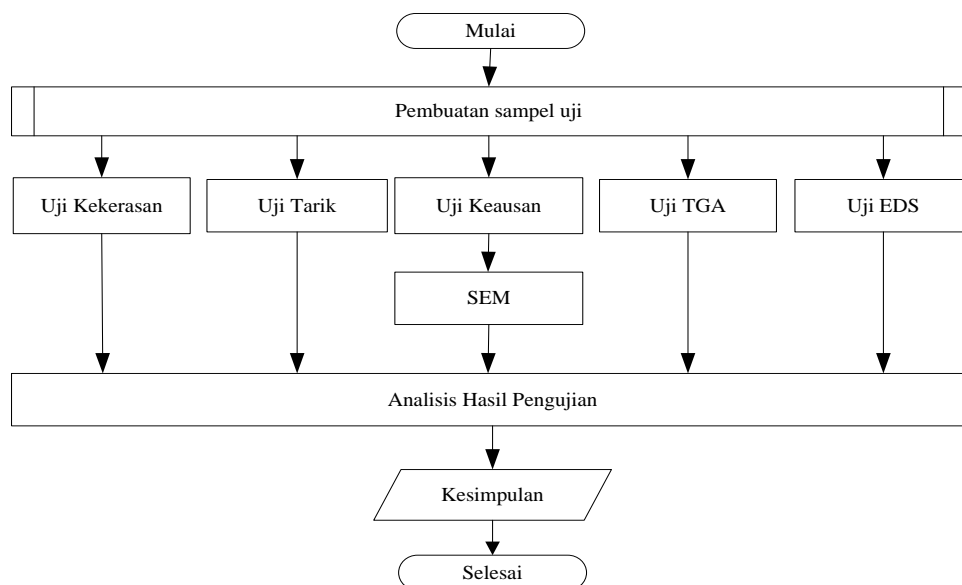 Mulai
Pembuatan sampel uji
Uji Kekerasan
Uji Tarik
Uji Keausan
Uji TGA
Uji EDS
SEM
Analisis Hasil Pengujian
Kesimpulan
Selesai